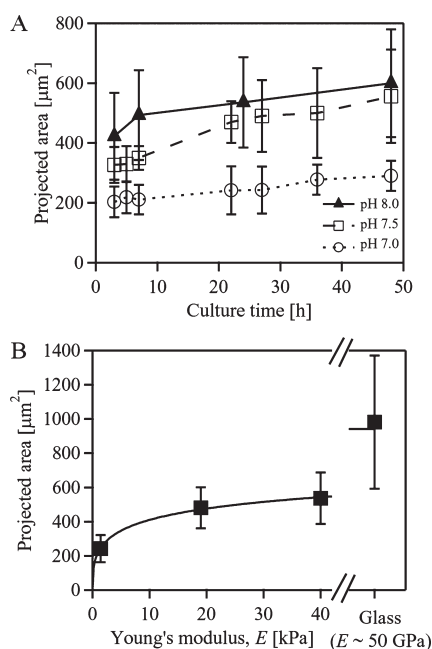 A
Projected area [μm²]
800
600
400
200
0
0 10 20 30 40 50
Culture time [h]
pH 8.0
pH 7.5
pH 7.0
B
Projected area [μm²]
1400
1200
1000
800
600
400
200
0
0 10 20 30 40
Glass
Young's modulus, E [kPa]
(E ~ 50 GPa)